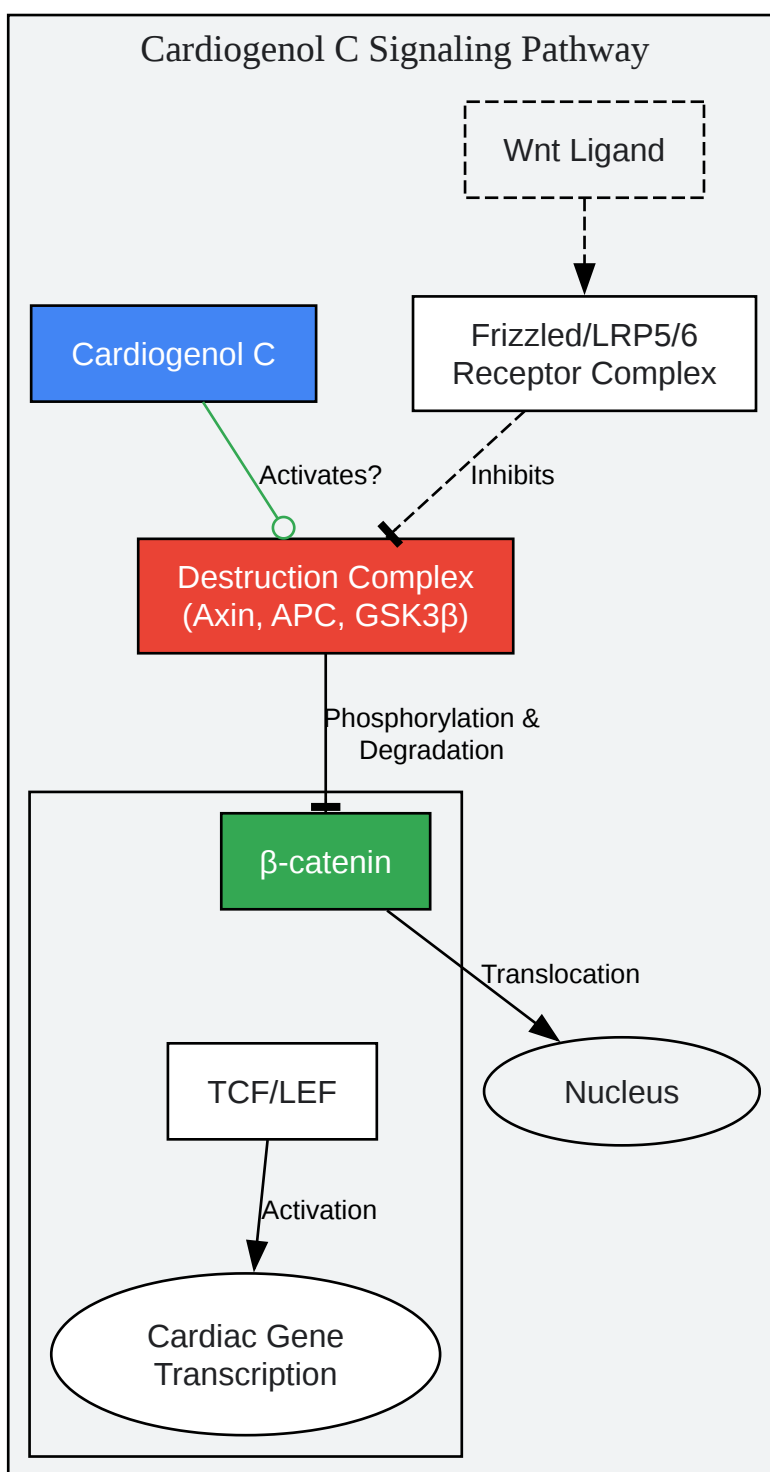 Cardiogenol C Signaling Pathway
Wnt Ligand
Cardiogenol C
Frizzled/LRP5/6
Receptor Complex
Activates?
Inhibits
Destruction Complex
(Axin, APC, GSK3β)
Phosphorylation &
Degradation
β-catenin
Translocation
TCF/LEF
Nucleus
Activation
Cardiac Gene
Transcription